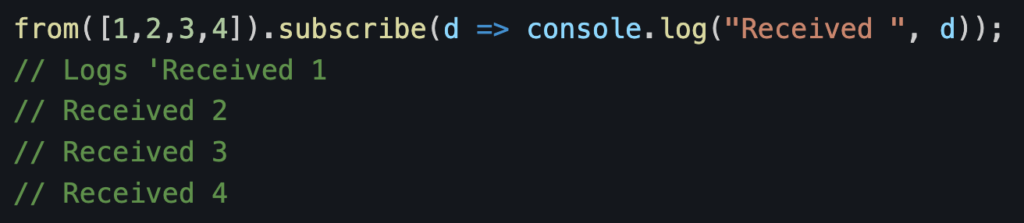 from([1,2,3,4]).subscribe(d => console.log("Received ", d));
// Logs 'Received 1
// Received 2
// Received 3
// Received 4